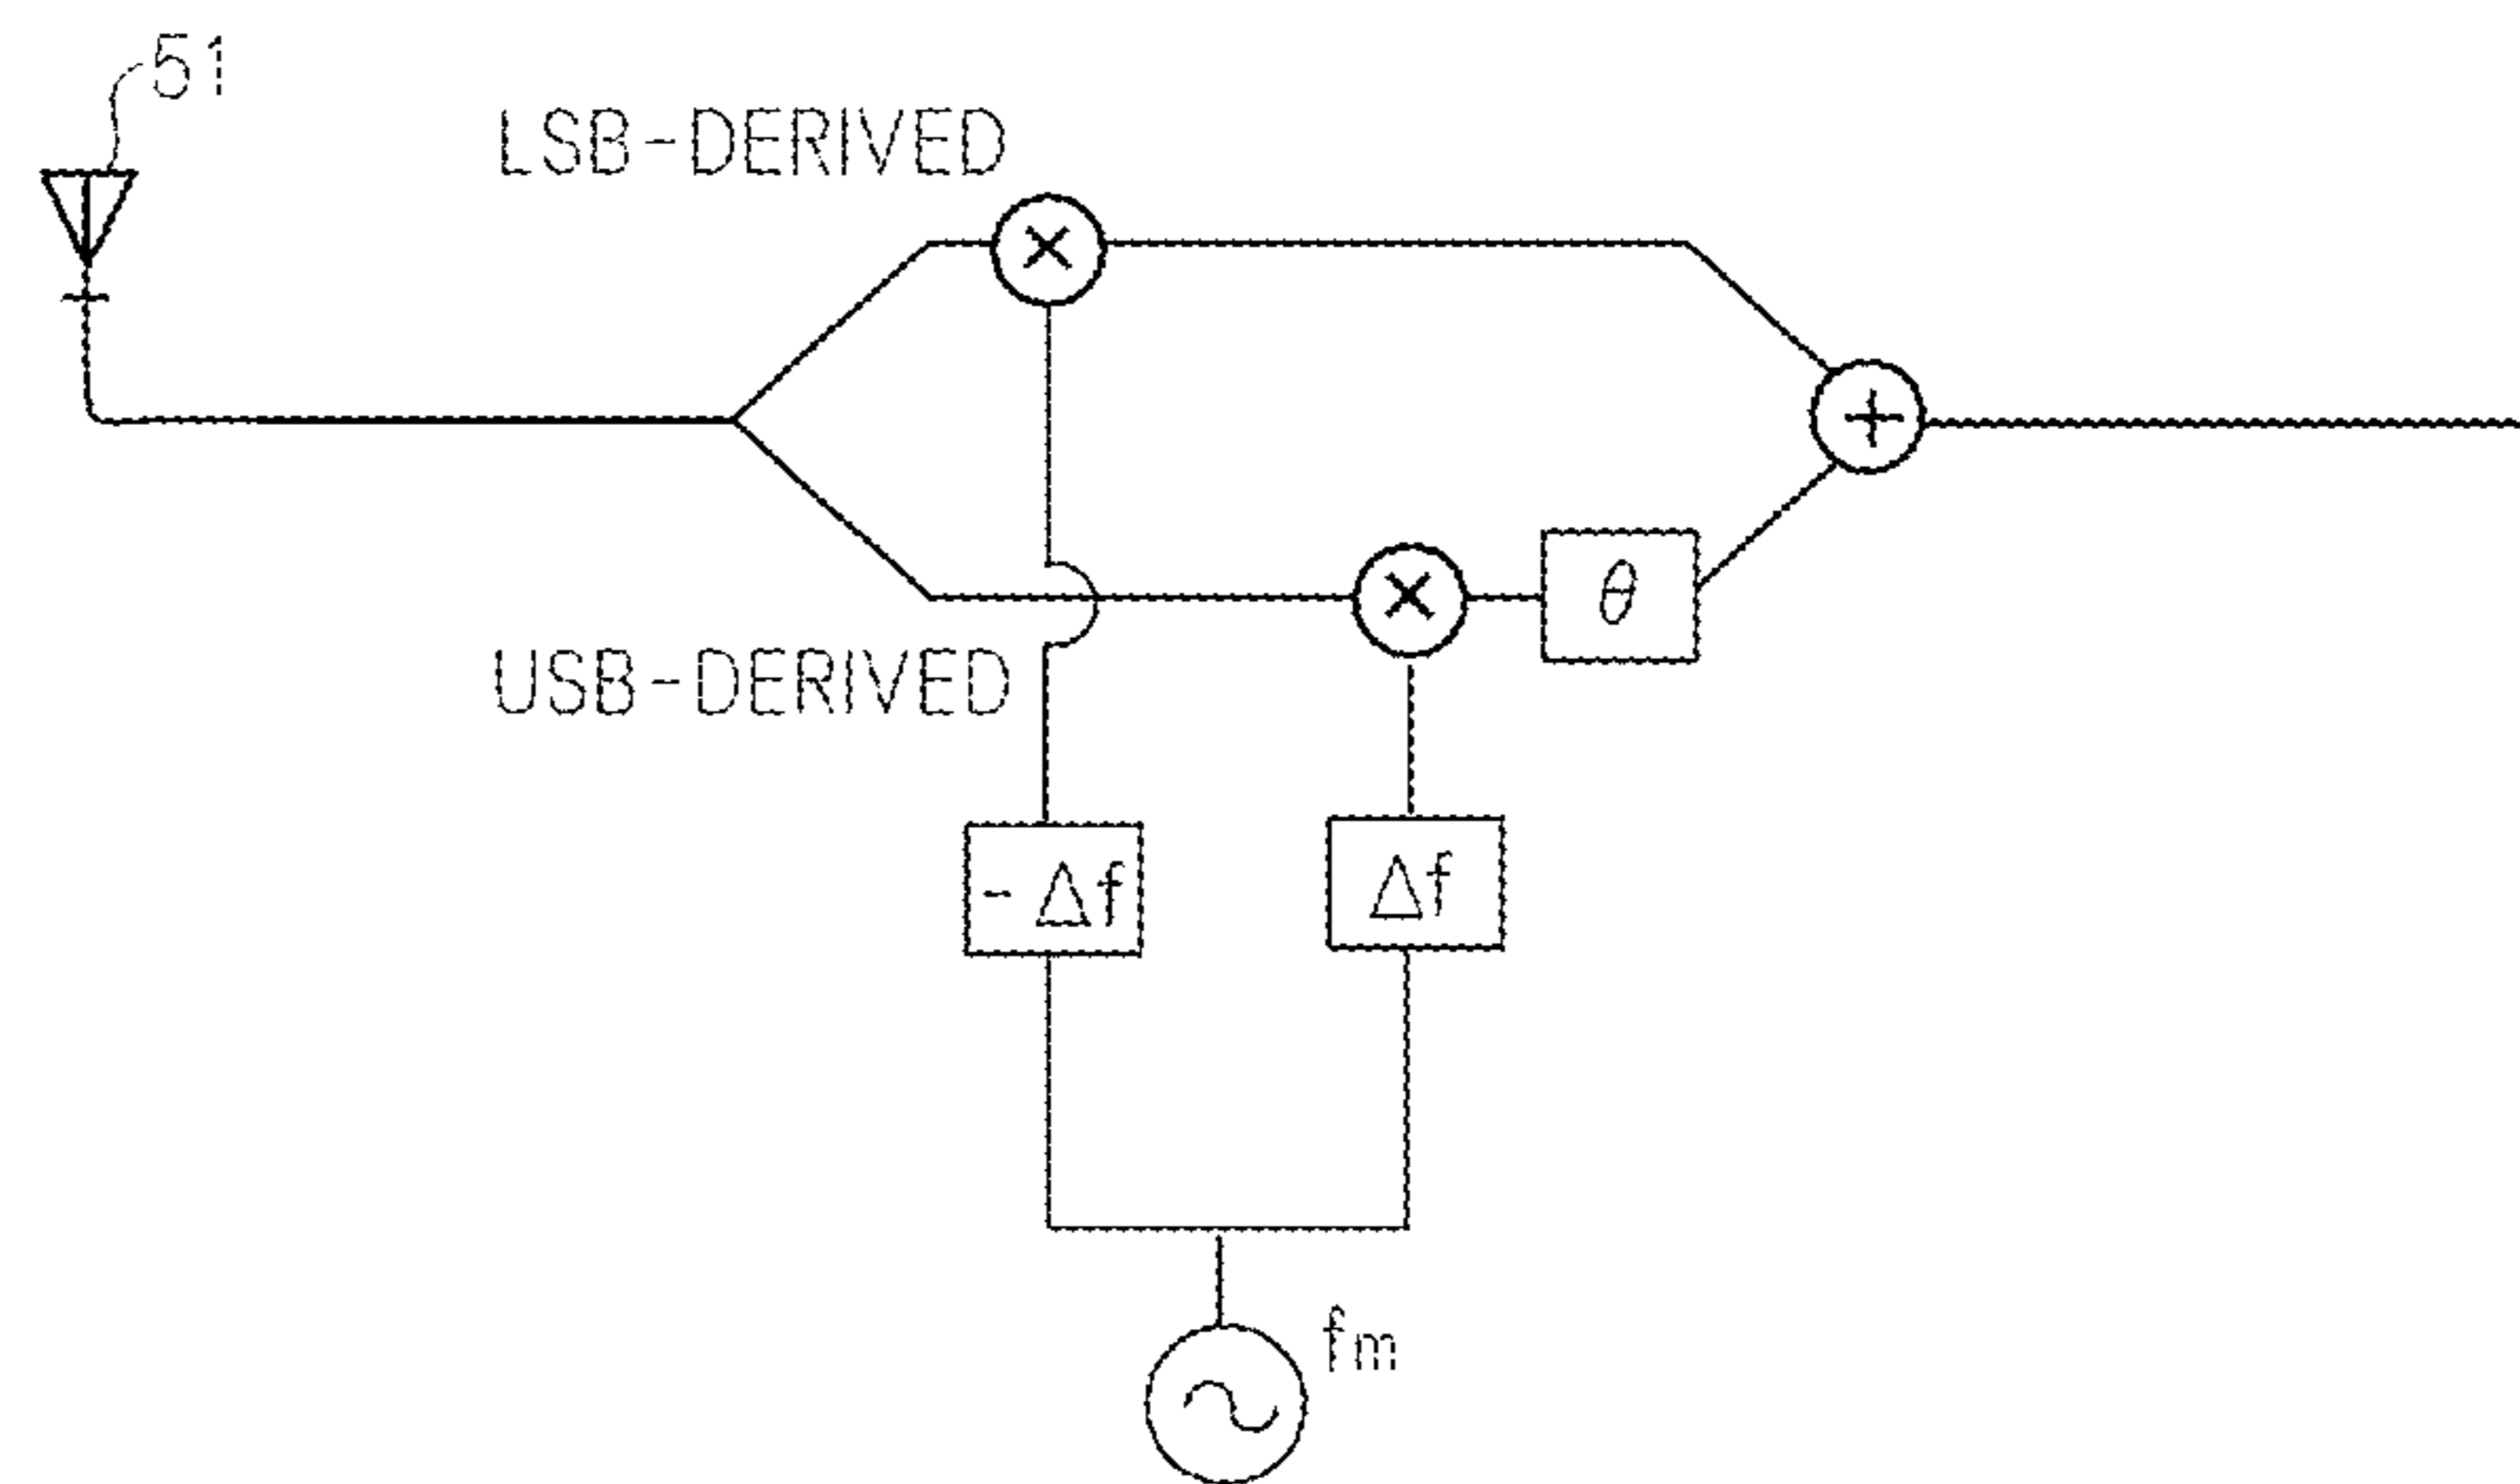 51
LSB-DERIVED
×
+
×
θ
USB-DERIVED
- Δf
Δf
fm